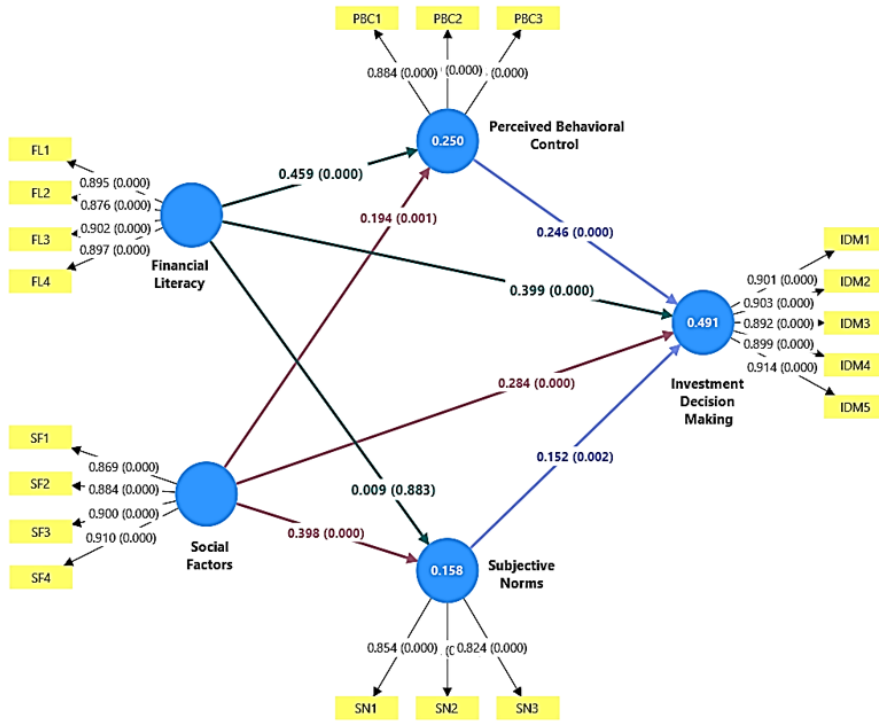 PBC1 PBC2 PBC3
0.884 (0.000) (0.000) (0.000)
0.250
Perceived Behavioral
Control
FL1
FL2
FL3
FL4
0.895 (0.000)
0.876 (0.000)
0.902 (0.000)
0.897 (0.000)
Financial
Literacy
0.459 (0.000)
0.194 (0.001)
0.246 (0.000)
0.399 (0.000)
0.491
Investment
Decision
Making
0.901 (0.000)
0.903 (0.000)
0.892 (0.000)
0.899 (0.000)
0.914 (0.000)
IDM1
IDM2
IDM3
IDM4
IDM5
0.284 (0.000)
0.152 (0.002)
0.009 (0.883)
0.398 (0.000)
SF1
SF2
SF3
SF4
0.869 (0.000)
0.884 (0.000)
0.900 (0.000)
0.910 (0.000)
Social
Factors
0.158
Subjective
Norms
0.854 (0.000) 0.824 (0.000)
SN1 SN2 SN3